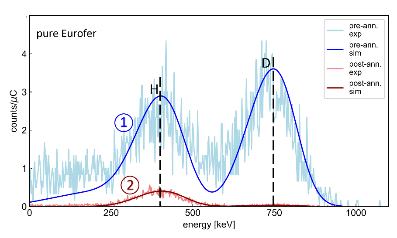 pure Eurofer
pre-ann.
exp
pre-ann.
sim
post-ann.
exp
post-ann.
sim
H
D
1
2
counts/μC
4
3
2
1
0
0
250
500
750
1000
energy [keV]